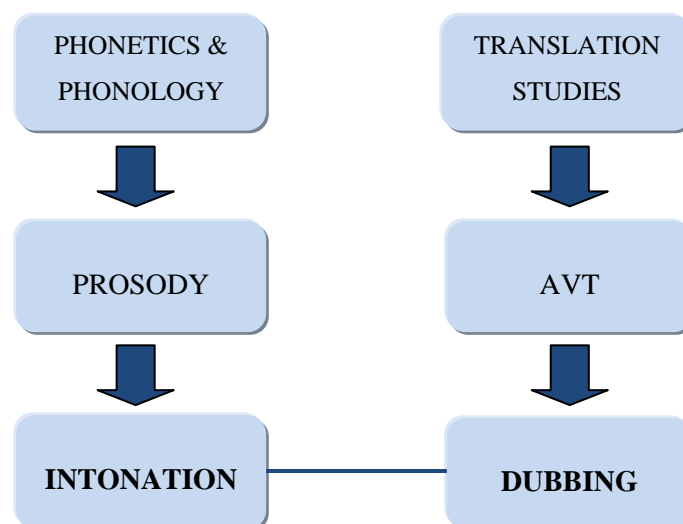 PHONETICS &
PHONOLOGY
TRANSLATION
STUDIES
PROSODY
AVT
INTONATION
DUBBING